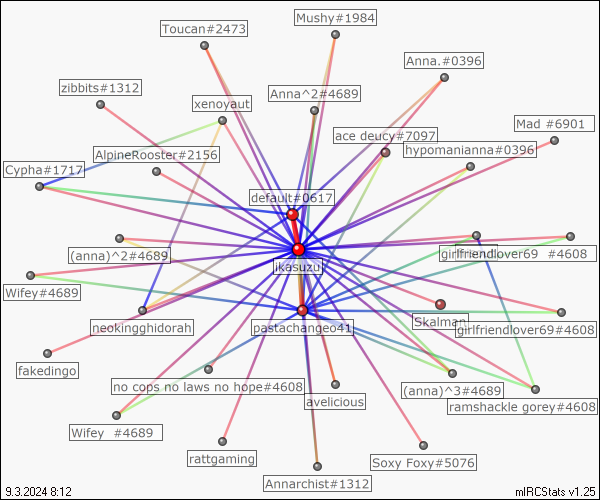 Mushy#1984
Toucan#2473
Anna.#0396
zibbits#1312
Anna^2#4689
xenoyaut
Mad #6901
ace deucy#7097
hypomanianna#0396
AlpineRooster#2156
Cypha#1717
default#0617
(anna)^2#4689
girlfriendlover69 #4608
ikasuzu
Wifey#4689
Skalman
neokingghidorah
pastachangeo41
girlfriendlover69#4608
fakedingo
no cops no laws no hope#4608
(anna)^3#4689
avelicious
ramshackle gorey#4608
Wifey #4689
rattgaming
Soxy Foxy#5076
Annarchist#1312
9.3.2024 8:12
mIRCStats v1.25